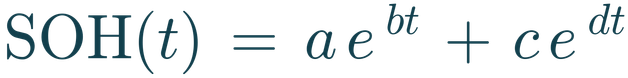 SOH(t) = a e^{bt} + c e^{dt}